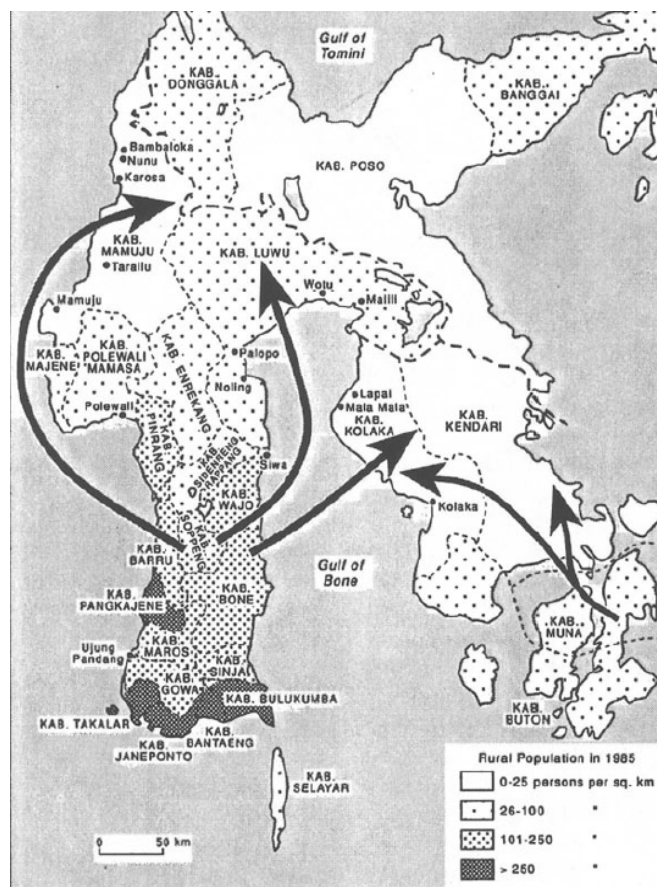 Gulf of
Tomini
KAB.
DONGGALA
KAB.
BANGGAI
Bambaloka
Nunu
Karosa
KAB. POSO
KAB.
MAMUJU
Tarailu
KAB. LUWU
Wotu
Malili
Mamuju
KAB.
POLEWALI
MAMASA
KAB.
MAJENE
KAB. ENREKANG
Palopo
Noling
Polewali
KAB.
PINRANG
Lapai
Mala Mala
KAB.
KOLAKA
KAB.
KENDARI
KAB.
SIDENRENG
RAPPANG
Siwa
KAB.
WAJO
KAB.
SOPPENG
Kolaka
KAB.
BARRU
Gulf of
Bone
KAB.
PANGKAJENE
KAB.
BONE
KAB.
MUNA
Ujung
Pandang
KAB.
MAROS
KAB.
SINJAI
KAB.
GOWA
KAB. BULUKUMBA
KAB. TAKALAR
KAB.
BUTON
KAB.
JANEPONTO
KAB.
BANTAENG
KAB.
SELAYAR
Rural Population in 1985
0-25 persons per sq. km
26-100 "
101-250 "
> 250 "
0 50 km